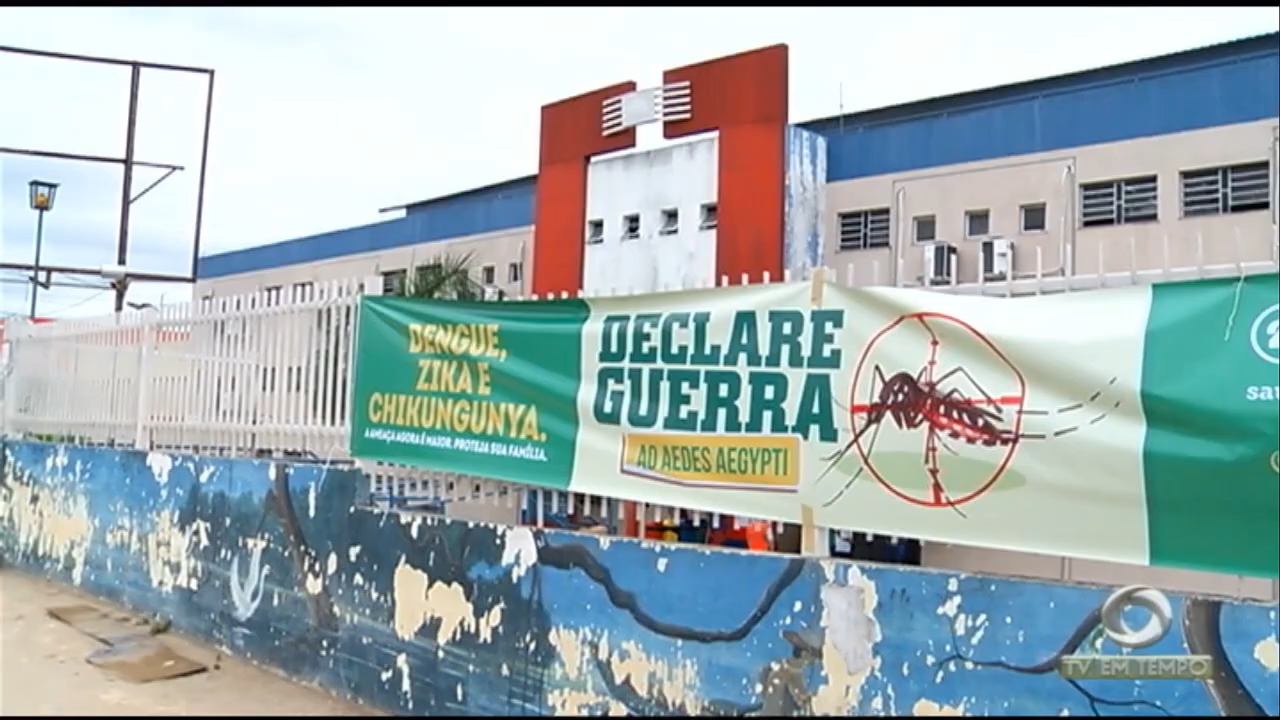 DENGUE,
ZIKA E
CHIKUNGUNYA.
A AMEAÇA AGORA É MAIOR. PROTEJA SUA FAMÍLIA.
DECLARE
GUERRA
AO AEDES AEGYPTI
TV EM TEMPO